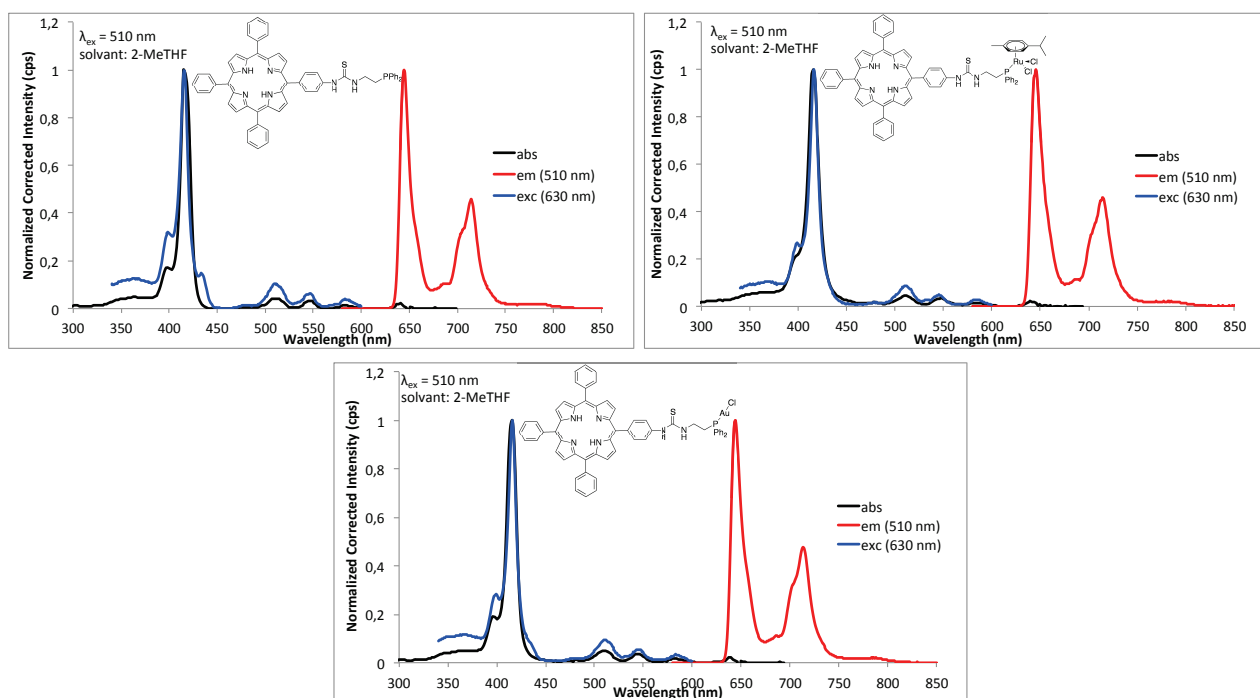 λex = 510 nm
solvant: 2-MeTHF
NH N
N HN
S
N H
N H
PPh2
Normalized Corrected Intensity (cps)
1,2
1
0,8
0,6
0,4
0,2
0
300 350 400 450 500 550 600 650 700 750 800 850
Wavelength (nm)
abs
em (510 nm)
exc (630 nm)
λex = 510 nm
solvant: 2-MeTHF
NH N
N HN
S
N H
N H
P
Ph2
Ru
Cl
Cl
Normalized Corrected Intensity (cps)
1,2
1
0,8
0,6
0,4
0,2
0
300 350 400 450 500 550 600 650 700 750 800 850
Wavelength (nm)
abs
em (510 nm)
exc (630 nm)
λex = 510 nm
solvant: 2-MeTHF
NH N
N HN
S
N H
N H
P
Ph2
Au
Cl
Normalized Corrected Intensity (cps)
1,2
1
0,8
0,6
0,4
0,2
0
300 350 400 450 500 550 600 650 700 750 800 850
Wavelength (nm)
abs
em (510 nm)
exc (630 nm)